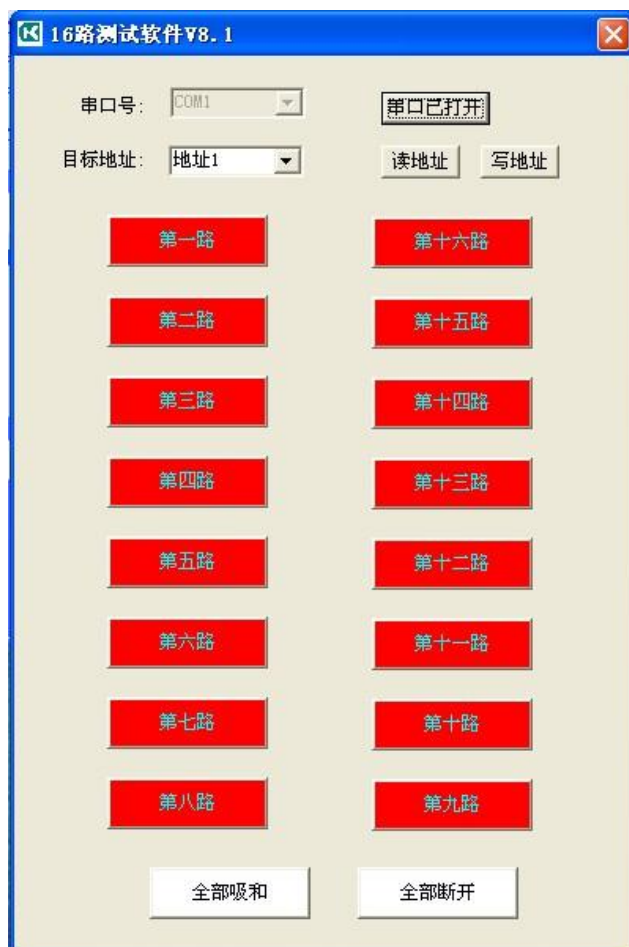 16路测试软件V8.1
串口号: COM1 串口已打开
目标地址: 地址1 读地址 写地址
第一路 第十六路
第二路 第十五路
第三路 第十四路
第四路 第十三路
第五路 第十二路
第六路 第十一路
第七路 第十路
第八路 第九路
全部吸和 全部断开